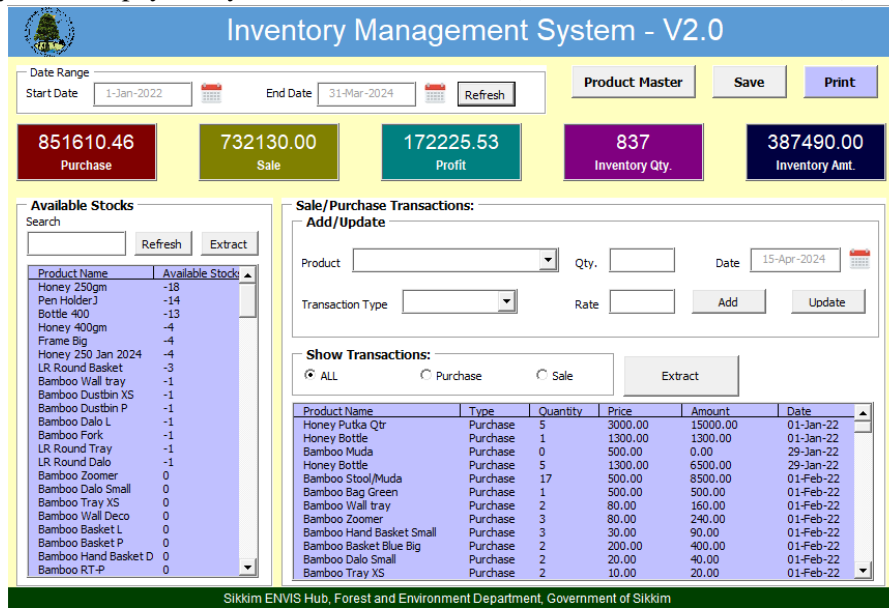 Inventory Management System - V2.0
Date Range
Start Date 1-Jan-2022 End Date 31-Mar-2024 Refresh Product Master Save Print
851610.46 732130.00 172225.53 837 387490.00
Purchase Sale Profit Inventory Qty. Inventory Amt.
Available Stocks
Search
Refresh Extract
Product Name Available Stock
Honey 250gm -18
Pen HolderJ -14
Bottle 400 -13
Honey 400gm -4
Frame Big -4
Honey 250 Jan 2024 -4
LR Round Basket -3
Bamboo Wall tray -1
Bamboo Dustbin XS -1
Bamboo Dustbin P -1
Bamboo Dalo L -1
Bamboo Fork -1
LR Round Tray -1
LR Round Dalo -1
Bamboo Zoomer 0
Bamboo Dalo Small 0
Bamboo Tray XS 0
Bamboo Wall Deco 0
Bamboo Basket L 0
Bamboo Basket P 0
Bamboo Hand Basket D 0
Bamboo RT-P 0
Sale/Purchase Transactions:
Add/Update
Product Qty. Date 15-Apr-2024
Transaction Type Rate Add Update
Show Transactions:
ALL Purchase Sale Extract
Product Name Type Quantity Price Amount Date
Honey Putka Qtr Purchase 5 3000.00 15000.00 01-Jan-22
Honey Bottle Purchase 1 1300.00 1300.00 01-Jan-22
Bamboo Muda Purchase 0 500.00 0.00 29-Jan-22
Honey Bottle Purchase 5 1300.00 6500.00 29-Jan-22
Bamboo Stool/Muda Purchase 17 500.00 8500.00 01-Feb-22
Bamboo Bag Green Purchase 1 500.00 500.00 01-Feb-22
Bamboo Wall tray Purchase 2 80.00 160.00 01-Feb-22
Bamboo Zoomer Purchase 3 80.00 240.00 01-Feb-22
Bamboo Hand Basket Small Purchase 3 30.00 90.00 01-Feb-22
Bamboo Basket Blue Big Purchase 2 200.00 400.00 01-Feb-22
Bamboo Dalo Small Purchase 2 20.00 40.00 01-Feb-22
Bamboo Tray XS Purchase 2 10.00 20.00 01-Feb-22
Sikkim ENVIS Hub, Forest and Environment Department, Government of Sikkim